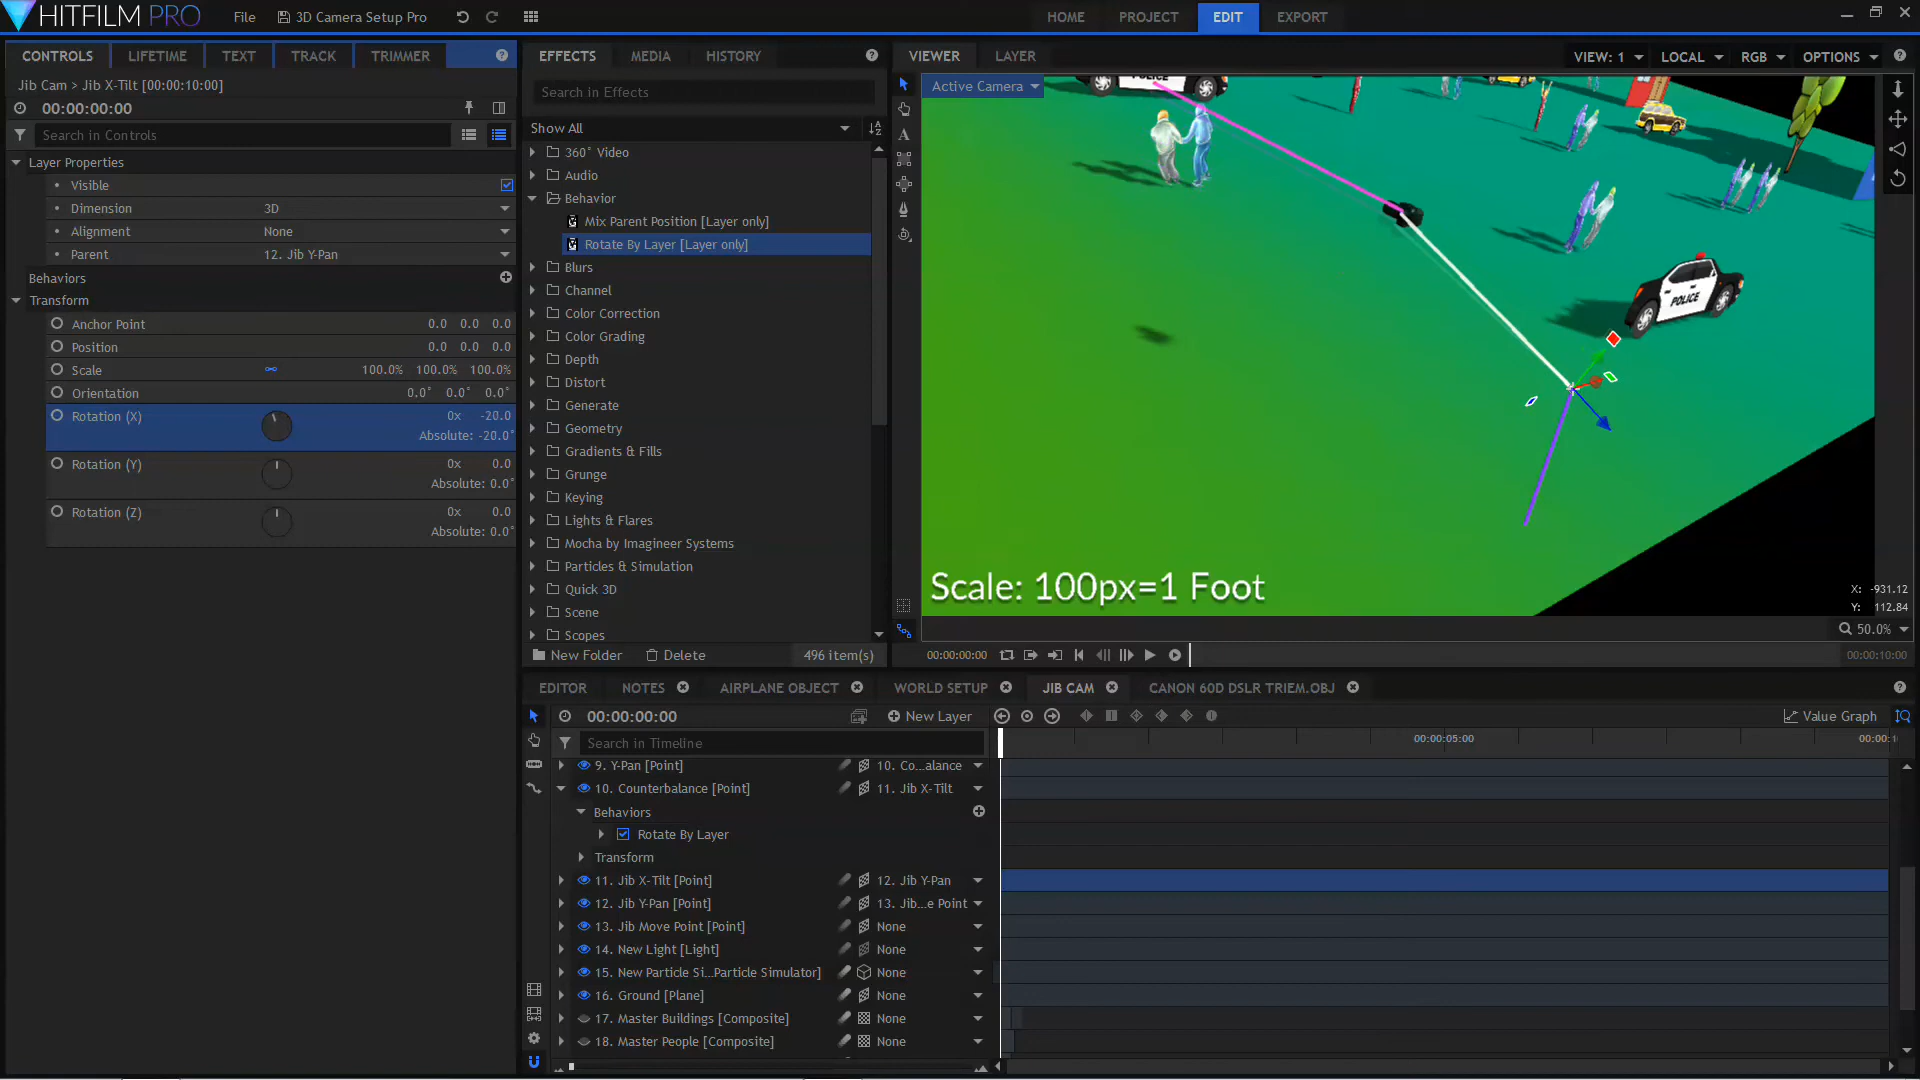 HITFILM PRO
File
3D Camera Setup Pro
HOME
PROJECT
EDIT
EXPORT
CONTROLS
LIFETIME
TEXT
TRACK
TRIMMER
Jib Cam > Jib X-Tilt [00:00:10:00]
00:00:00:00
Search in Controls
Layer Properties
Visible
Dimension 3D
Alignment None
Parent 12. Jib Y-Pan
Behaviors
Transform
Anchor Point 0.0 0.0 0.0
Position 0.0 0.0 0.0
Scale 100.0% 100.0% 100.0%
Orientation 0.0° 0.0° 0.0°
Rotation (X) 0x -20.0
Absolute: -20.0°
Rotation (Y) 0x 0.0
Absolute: 0.0°
Rotation (Z) 0x 0.0
Absolute: 0.0°
EFFECTS
MEDIA
HISTORY
Search in Effects
Show All
360° Video
Audio
Behavior
Mix Parent Position [Layer only]
Rotate By Layer [Layer only]
Blurs
Channel
Color Correction
Color Grading
Depth
Distort
Generate
Geometry
Gradients & Fills
Grunge
Keying
Lights & Flares
Mocha by Imagineer Systems
Particles & Simulation
Quick 3D
Scene
Scopes
New Folder
Delete
496 item(s)
VIEWER
LAYER
VIEW: 1
LOCAL
RGB
OPTIONS
Active Camera
POLICE
POLICE
Scale: 100px=1 Foot
X: -931.12
Y: 112.84
50.0%
00:00:00:00
00:00:10:00
EDITOR
NOTES
AIRPLANE OBJECT
WORLD SETUP
JIB CAM
CANON 60D DSLR TRIEM.OBJ
00:00:00:00
New Layer
Value Graph
Search in Timeline
00:00:05:00
00:00:1
9. Y-Pan [Point] 10. Co...alance
10. Counterbalance [Point] 11. Jib X-Tilt
Behaviors
Rotate By Layer
Transform
11. Jib X-Tilt [Point] 12. Jib Y-Pan
12. Jib Y-Pan [Point] 13. Jib...e Point
13. Jib Move Point [Point] None
14. New Light [Light] None
15. New Particle Si...Particle Simulator] None
16. Ground [Plane] None
17. Master Buildings [Composite] None
18. Master People [Composite] None